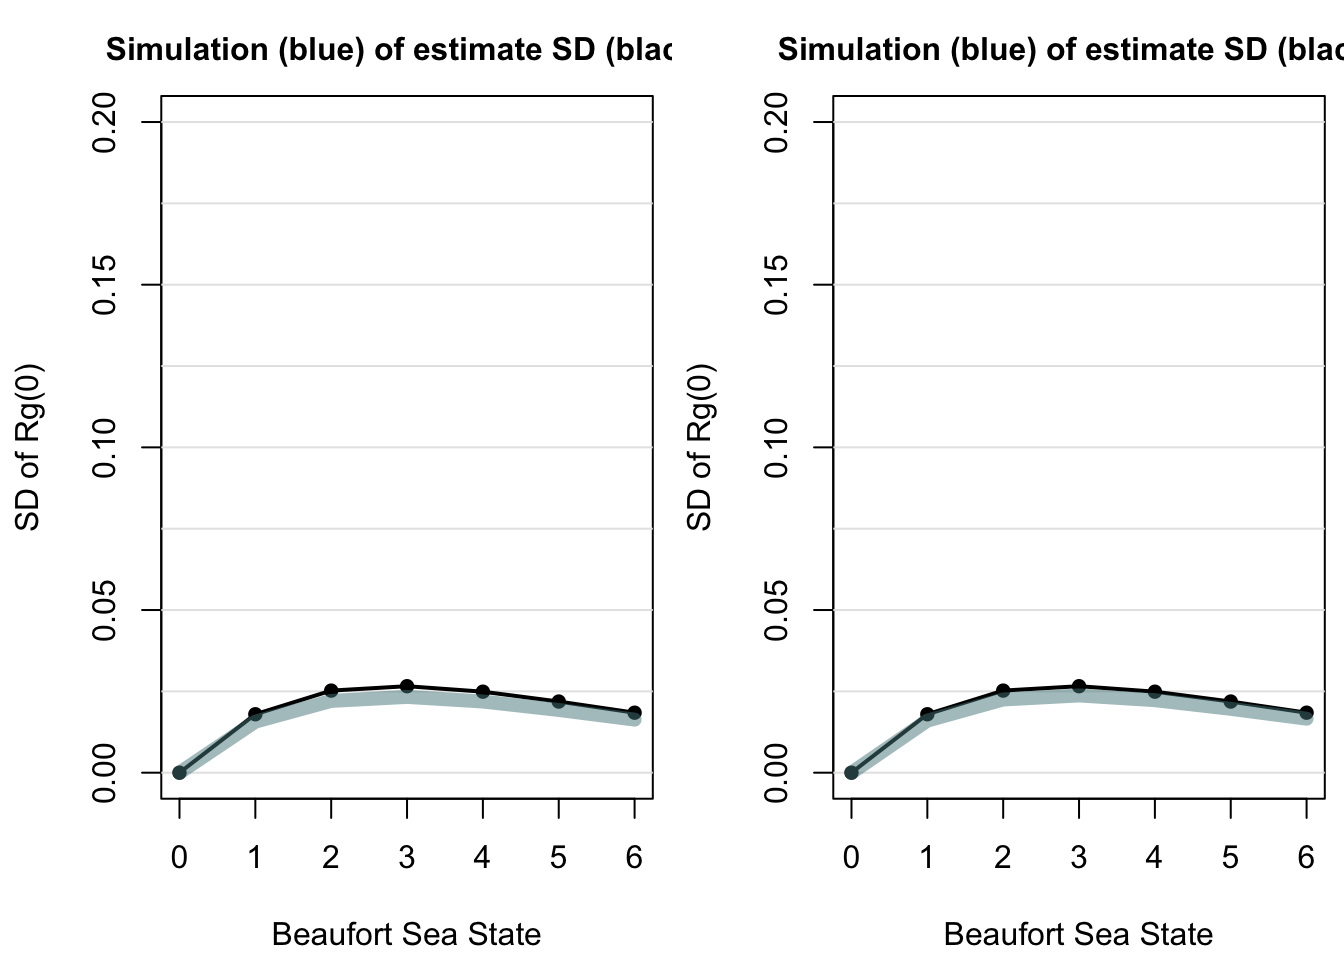 Simulation (blue) of estimate SD (blac
0.20
0.15
0.10
0.05
0.00
SD of Rg(0)
0 1 2 3 4 5 6
Beaufort Sea State
Simulation (blue) of estimate SD (blac
0.20
0.15
0.10
0.05
0.00
SD of Rg(0)
0 1 2 3 4 5 6
Beaufort Sea State